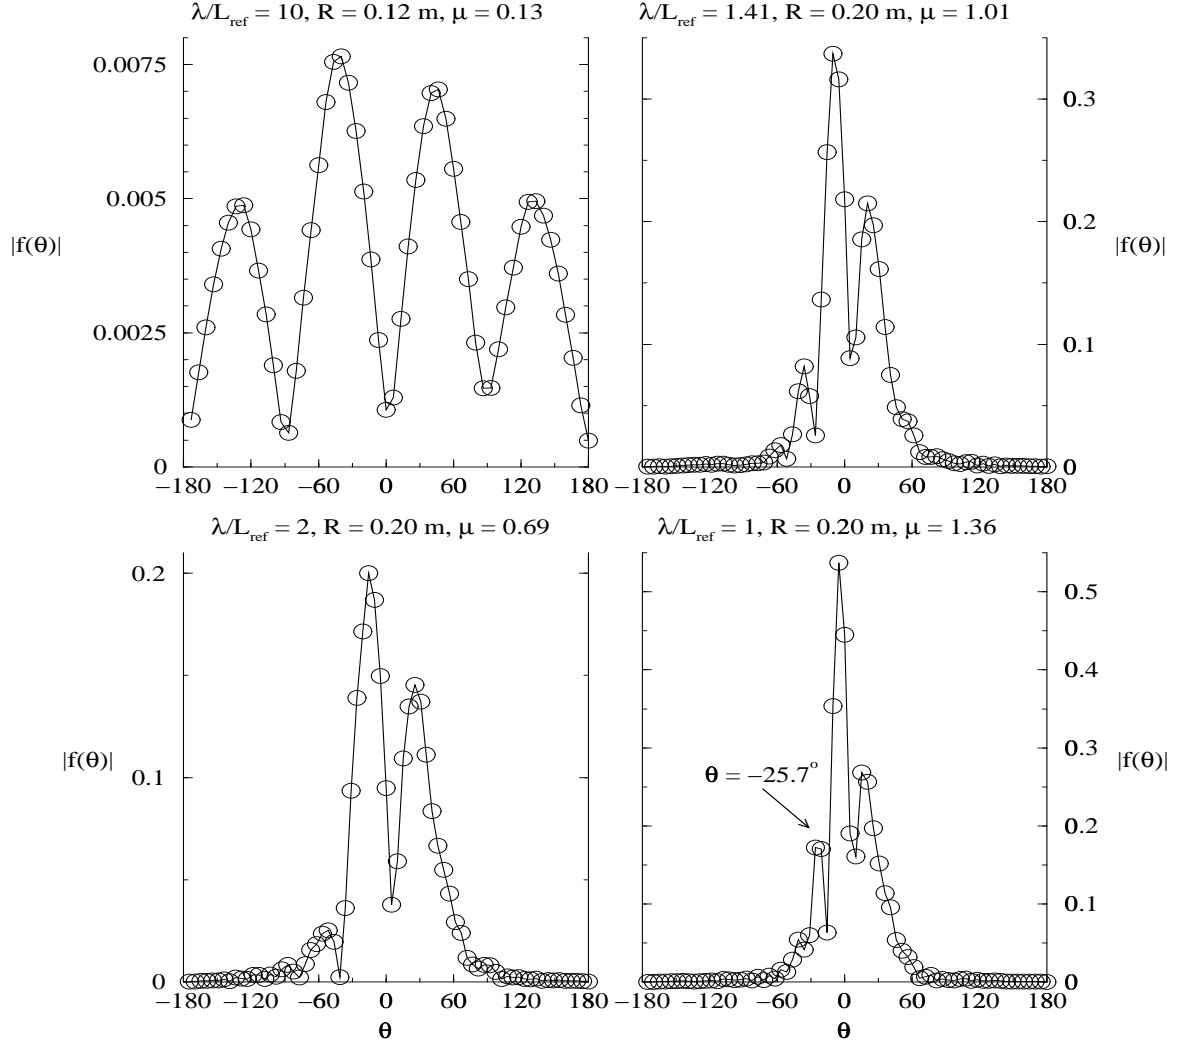 λ/L_ref = 10, R = 0.12 m, μ = 0.13
λ/L_ref = 1.41, R = 0.20 m, μ = 1.01
0.0075
0.005
0.0025
0
|f(θ)|
−180 −120 −60 0 60 120 180
0.3
0.2
0.1
0
|f(θ)|
−180 −120 −60 0 60 120 180
λ/L_ref = 2, R = 0.20 m, μ = 0.69
λ/L_ref = 1, R = 0.20 m, μ = 1.36
0.2
0.1
0
|f(θ)|
−180 −120 −60 0 60 120 180
θ
θ = −25.7°
0.5
0.4
0.3
0.2
0.1
0
|f(θ)|
−180 −120 −60 0 60 120 180
θ